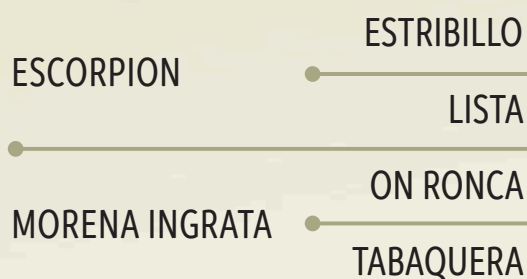 ESTRIBILLO
ESCORPION
LISTA
ON RONCA
MORENA INGRATA
TABAQUERA